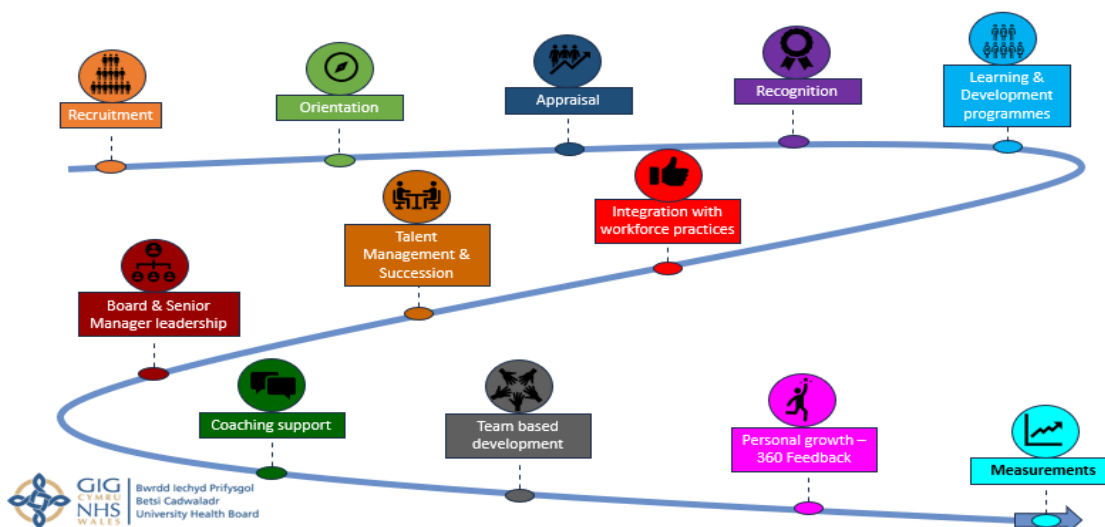 Recruitment
Orientation
Appraisal
Recognition
Learning &
Development
programmes
Integration with
workforce practices
Talent
Management &
Succession
Board & Senior
Manager leadership
Coaching support
Team based
development
Personal growth –
360 Feedback
Measurements
GIG
CYMRU
NHS
WALES
Bwrdd Iechyd Prifysgol
Betsi Cadwaladr
University Health Board